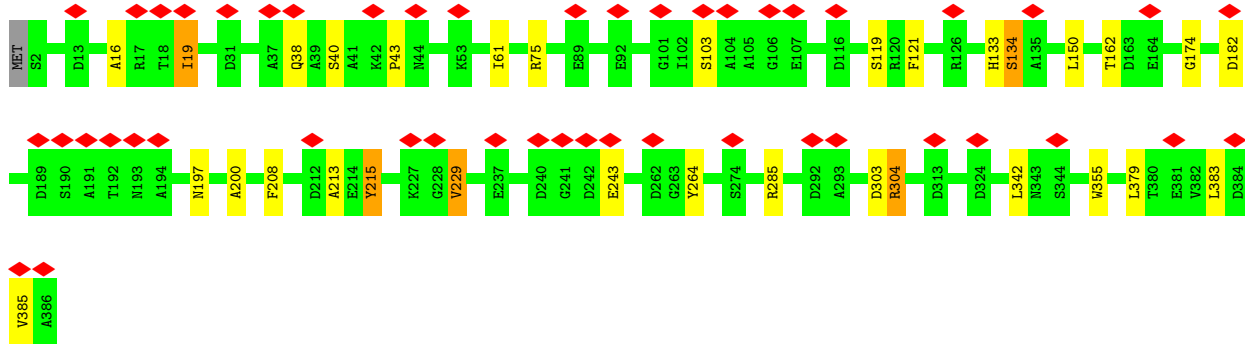 MET S2 D13 A16 R17 T18 I19 D31 A37 Q38 A39 S40 A41 K42 P43 N44 K53 I61 R75 E89 E92 G101 I102 S103 A104 A105 G106 E107 D116 S119 R120 F121 R126 H133 S134 A135 L150 T162 D163 E164 G174 D182
D189 S190 A191 T192 N193 A194 N197 A200 F208 D212 A213 E214 Y215 K227 G228 V229 E237 D240 G241 D242 E243 D262 G263 Y264 S274 R285 D292 A293 D303 R304 D313 D324 L342 N343 S344 W355 L379 T380 E381 V382 L383 D384
V385 A386